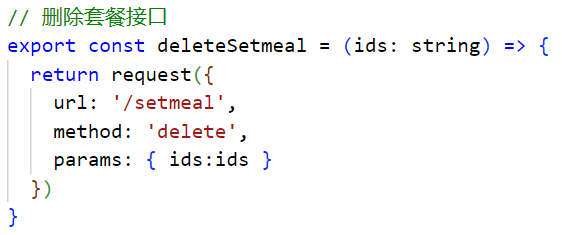 // 删除套餐接口
export const deleteSetmeal = (ids: string) => {
  return request({
    url: '/setmeal',
    method: 'delete',
    params: { ids:ids }
  })
}